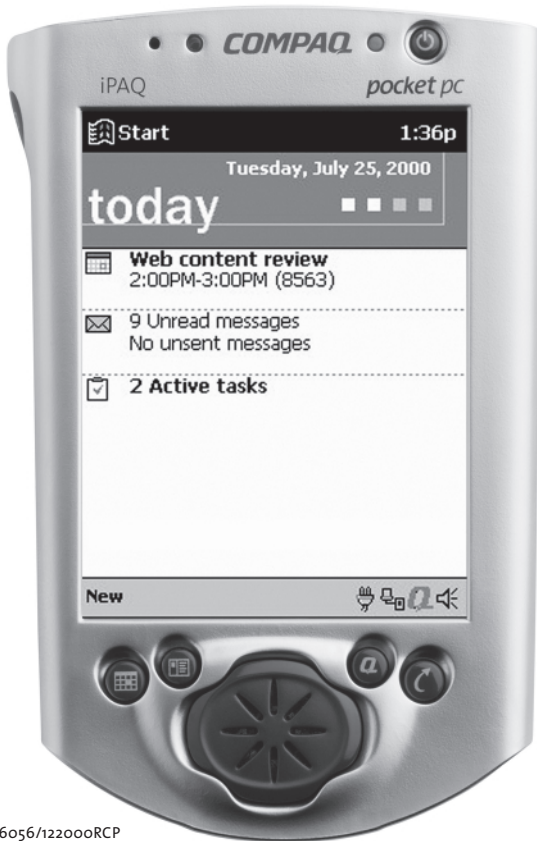 COMPAQ
iPAQ pocket pc
Start 1:36p
Tuesday, July 25, 2000
today
Web content review
2:00PM-3:00PM (8563)
9 Unread messages
No unsent messages
2 Active tasks
New
6056/122000RCP